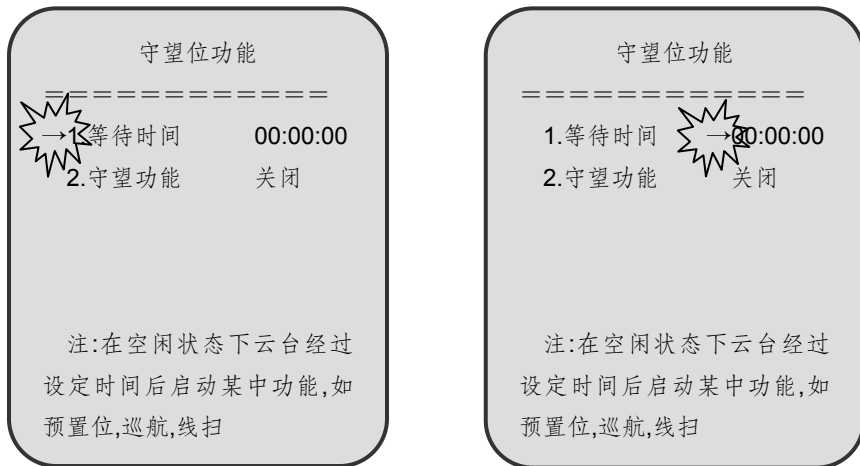 守望位功能
============
→1.等待时间 00:00:00
2.守望功能 关闭
注:在空闲状态下云台经过
设定时间后启动某中功能,如
预置位,巡航,线扫
守望位功能
============
1.等待时间 →00:00:00
2.守望功能 关闭
注:在空闲状态下云台经过
设定时间后启动某中功能,如
预置位,巡航,线扫